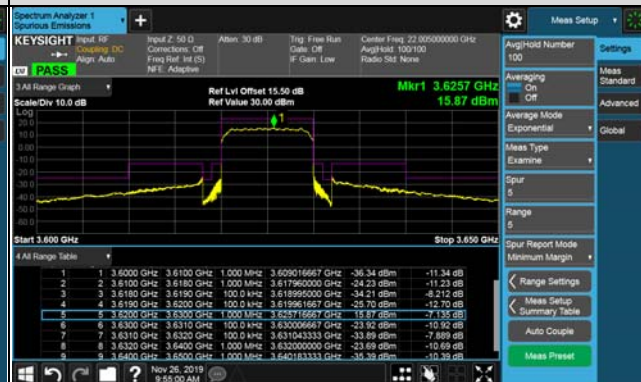 Spectrum Analyzer 1
Spurious Emissions
Meas Setup
KEYSIGHT
Input: RF
Coupling: DC
Align: Auto
Input Z: 50 Ω
Corrections: Off
Freq Ref: Int (S)
NFE: Adaptive
Atten: 30 dB
Trig: Free Run
Gate: Off
IF Gain: Low
Center Freq: 22.005000000 GHz
Avg|Hold: 100/100
Radio Std: None
PASS
3 All Range Graph
Scale/Div 10.0 dB
Ref Lvl Offset 15.50 dB
Ref Value 30.00 dBm
Mkr1 3.6257 GHz
15.87 dBm
Log
20.0
10.0
0.00
-10.0
-20.0
-30.0
-40.0
-50.0
-60.0
1
Start 3.600 GHz
Stop 3.650 GHz
4 All Range Table
1 1 3.6000 GHz 3.6100 GHz 1.000 MHz 3.609016667 GHz -36.34 dBm -11.34 dB
2 2 3.6100 GHz 3.6180 GHz 1.000 MHz 3.617960000 GHz -24.23 dBm -11.23 dB
3 3 3.6180 GHz 3.6190 GHz 100.0 kHz 3.618995000 GHz -34.21 dBm -8.212 dB
4 4 3.6190 GHz 3.6200 GHz 100.0 kHz 3.619961667 GHz -25.70 dBm -12.70 dB
5 5 3.6200 GHz 3.6300 GHz 1.000 MHz 3.625716667 GHz 15.87 dBm -7.135 dB
6 6 3.6300 GHz 3.6310 GHz 100.0 kHz 3.630006667 GHz -23.92 dBm -10.92 dB
7 7 3.6310 GHz 3.6320 GHz 100.0 kHz 3.631043333 GHz -33.89 dBm -7.889 dB
8 8 3.6320 GHz 3.6400 GHz 1.000 MHz 3.632000000 GHz -23.69 dBm -10.69 dB
9 9 3.6400 GHz 3.6500 GHz 1.000 MHz 3.640183333 GHz -35.39 dBm -10.39 dB
Nov 26, 2019
9:55:00 AM
Avg|Hold Number
100
Averaging
On
Off
Average Mode
Exponential
Meas Type
Examine
Spur
5
Range
5
Spur Report Mode
Minimum Margin
Range Settings
Meas Setup
Summary Table
Auto Couple
Meas Preset
Settings
Meas
Standard
Advanced
Global